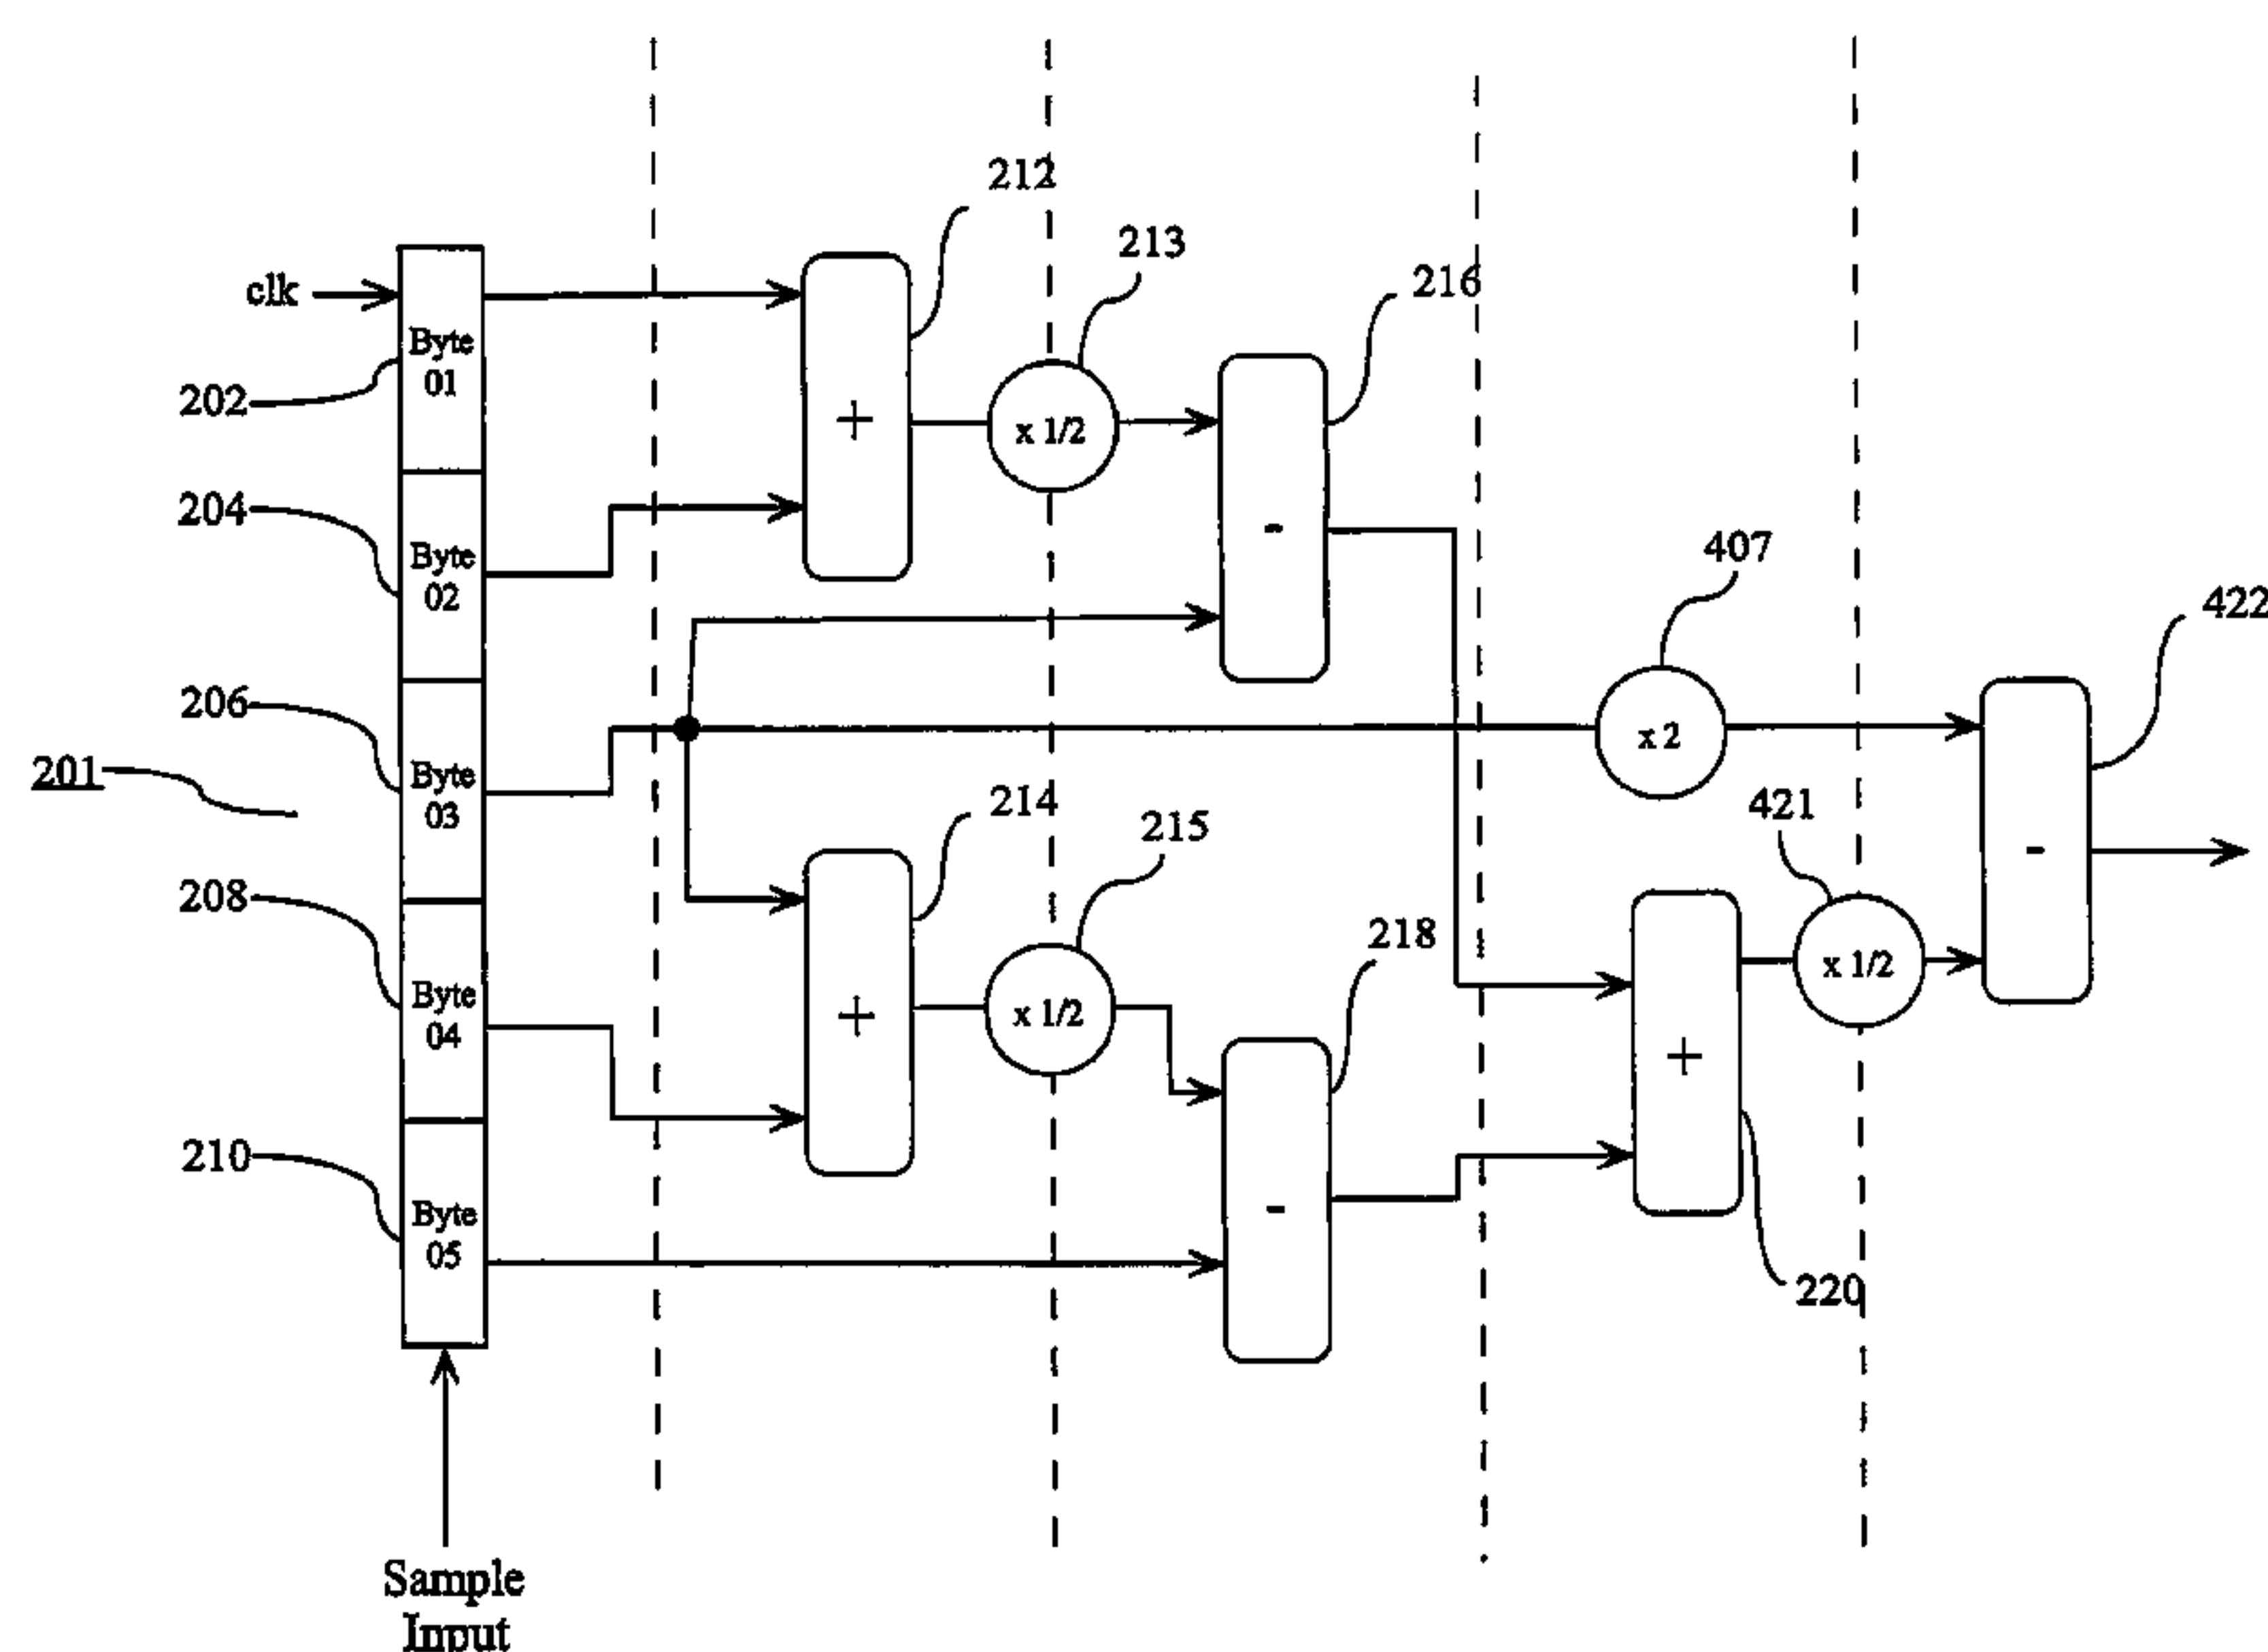 212
213
216
clk
Byte
01
202
+
x 1/2
204
Byte
02
-
407
422
206
Byte
03
x 2
201
214
215
421
-
208
Byte
04
+
x 1/2
218
x 1/2
+
210
Byte
05
-
220
Sample
Input